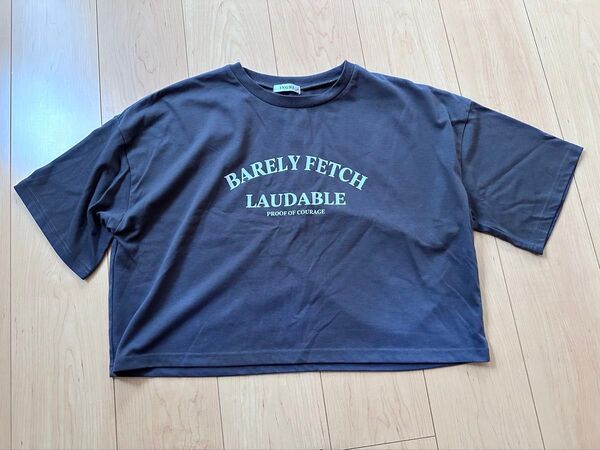 BARELY FETCH
LAUDABLE
PROOF OF COURAGE